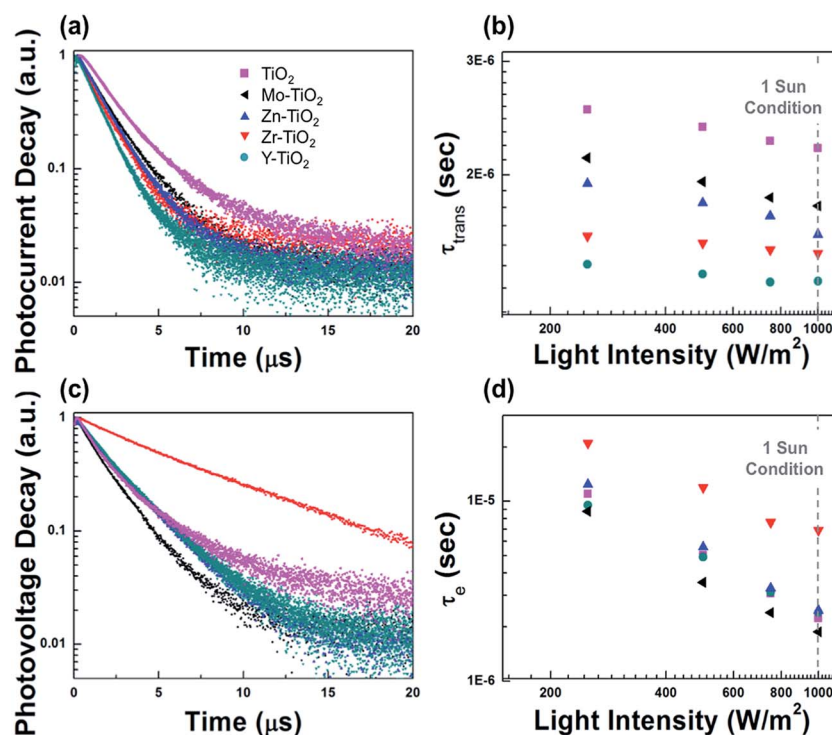 (a)
Photocurrent Decay (a.u.)
1
0.1
0.01
TiO₂
Mo-TiO₂
Zn-TiO₂
Zr-TiO₂
Y-TiO₂
0 5 10 15 20
Time (μs)
(b)
τtrans (sec)
3E-6
2E-6
1 Sun
Condition
200 400 600 800 1000
Light Intensity (W/m²)
(c)
Photovoltage Decay (a.u.)
1
0.1
0.01
0 5 10 15 20
Time (μs)
(d)
τe (sec)
1E-5
1E-6
1 Sun
Condition
200 400 600 800 1000
Light Intensity (W/m²)